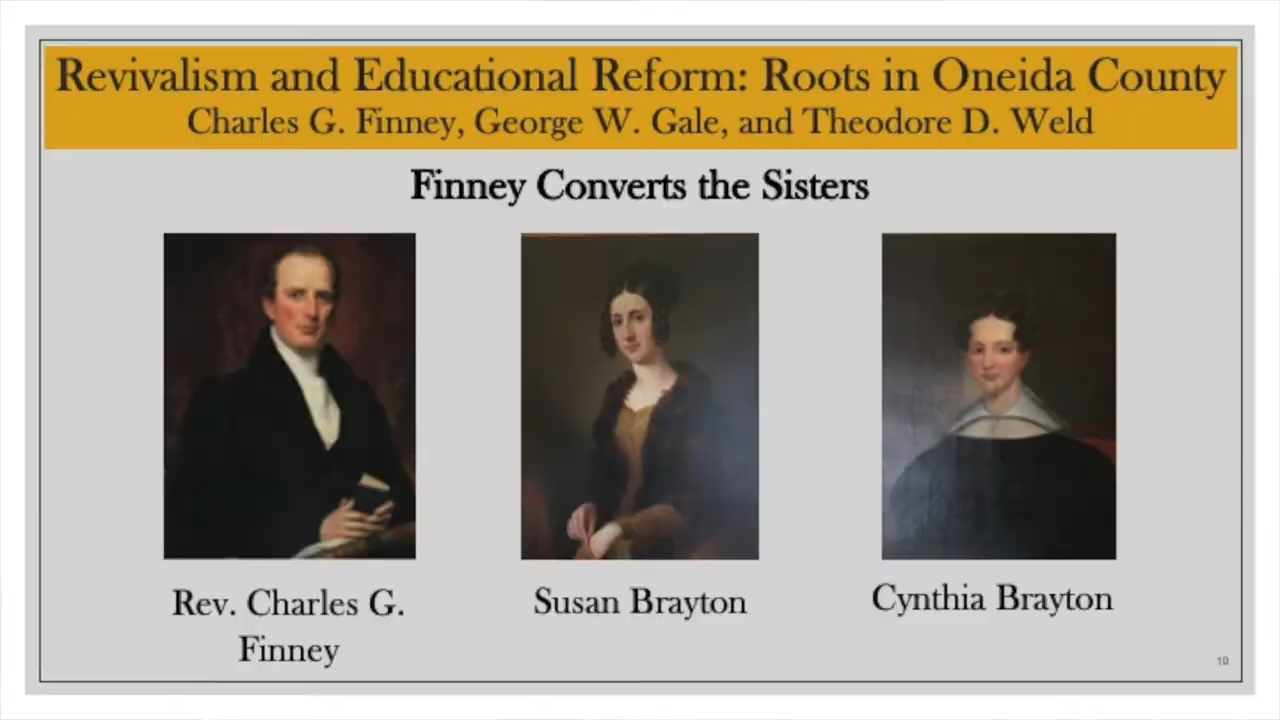 Revivalism and Educational Reform: Roots in Oneida County
Charles G. Finney, George W. Gale, and Theodore D. Weld
Finney Converts the Sisters
Rev. Charles G.
Finney
Susan Brayton
Cynthia Brayton
10